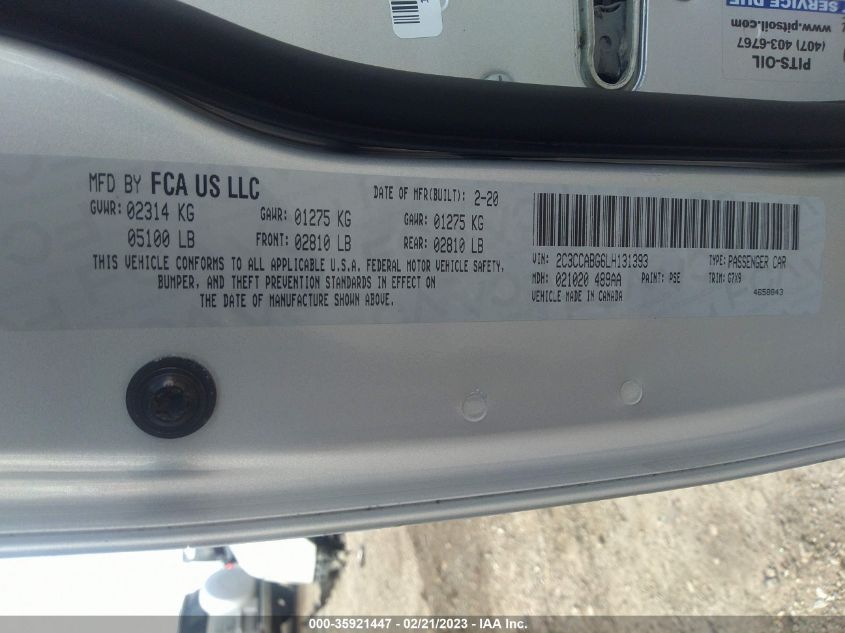 SERVICE DUE
www.pitsoil.com
(407) 403-6767
PITS-OIL
MFD BY FCA US LLC
DATE OF MFR(BUILT): 2-20
GVWR: 02314 KG
GAWR: 01275 KG
GAWR: 01275 KG
05100 LB
FRONT: 02810 LB
REAR: 02810 LB
THIS VEHICLE CONFORMS TO ALL APPLICABLE U.S.A. FEDERAL MOTOR VEHICLE SAFETY,
BUMPER, AND THEFT PREVENTION STANDARDS IN EFFECT ON
THE DATE OF MANUFACTURE SHOWN ABOVE.
VIN: 2C3CCABG6LH131393
TYPE: PASSENGER CAR
MDH: 021020 489AA
PAINT: PSE
TRIM: G7X9
VEHICLE MADE IN CANADA
4658843
000-35921447 - 02/21/2023 - IAA Inc.